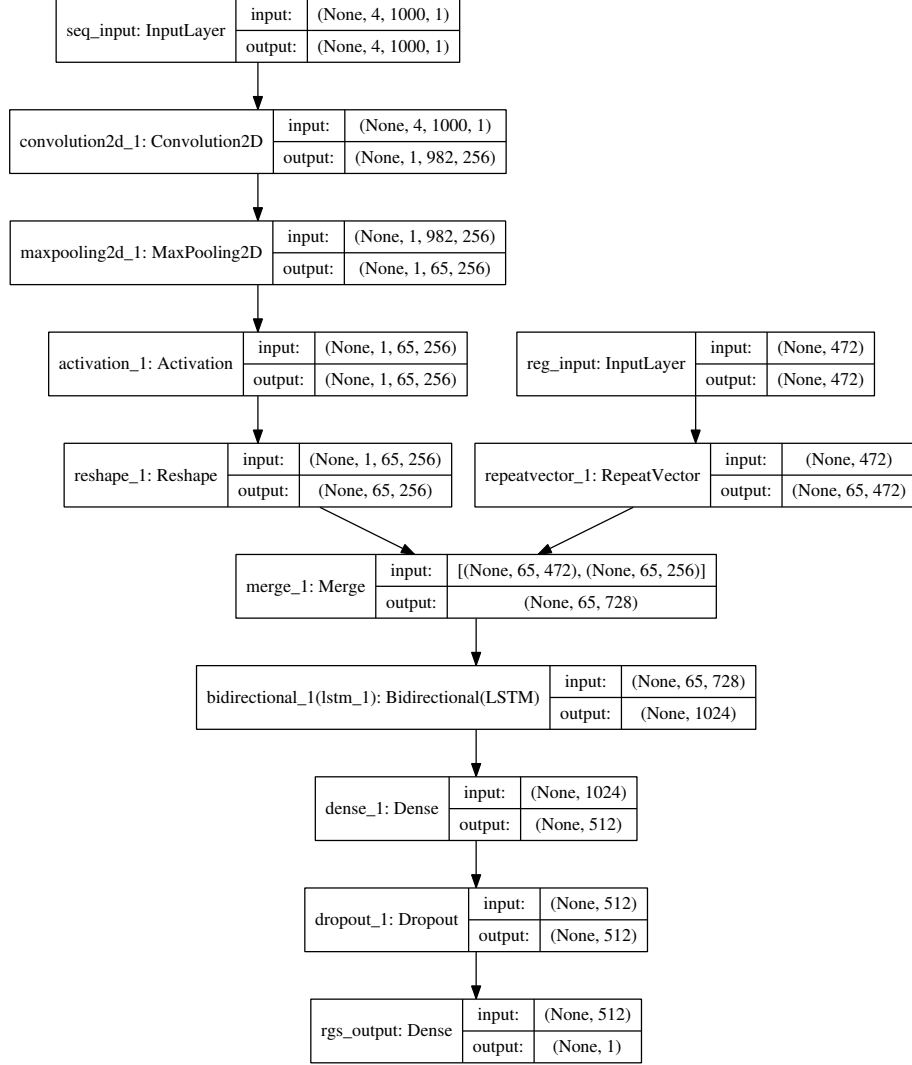 seq_input: InputLayer
input: (None, 4, 1000, 1)
output: (None, 4, 1000, 1)
convolution2d_1: Convolution2D
input: (None, 4, 1000, 1)
output: (None, 1, 982, 256)
maxpooling2d_1: MaxPooling2D
input: (None, 1, 982, 256)
output: (None, 1, 65, 256)
activation_1: Activation
input: (None, 1, 65, 256)
output: (None, 1, 65, 256)
reg_input: InputLayer
input: (None, 472)
output: (None, 472)
reshape_1: Reshape
input: (None, 1, 65, 256)
output: (None, 65, 256)
repeatvector_1: RepeatVector
input: (None, 472)
output: (None, 65, 472)
merge_1: Merge
input: [(None, 65, 472), (None, 65, 256)]
output: (None, 65, 728)
bidirectional_1(lstm_1): Bidirectional(LSTM)
input: (None, 65, 728)
output: (None, 1024)
dense_1: Dense
input: (None, 1024)
output: (None, 512)
dropout_1: Dropout
input: (None, 512)
output: (None, 512)
rgs_output: Dense
input: (None, 512)
output: (None, 1)